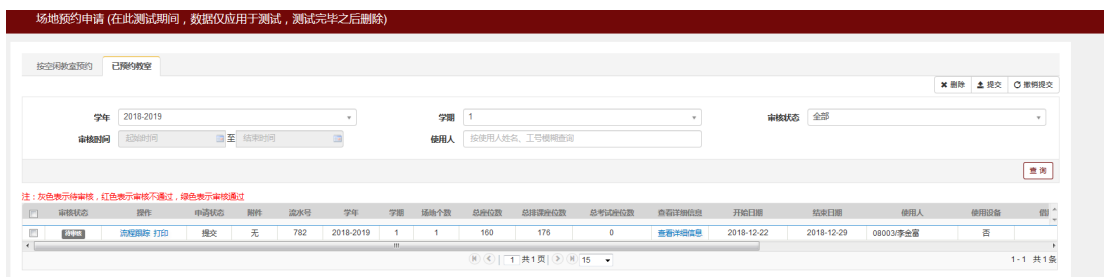 场地预约申请 (在此测试期间，数据仅应用于测试，测试完毕之后删除)
按空闲教室预约 已预约教室
删除 提交 撤销提交
学年 2018-2019 学期 1 审核状态 全部
审核时间 起始时间 至 结束时间 使用人 按使用人姓名、工号模糊查询
查 询
注：灰色表示待审核，红色表示审核不通过，绿色表示审核通过
审核状态 操作 申请状态 附件 流水号 学年 学期 场地个数 总座位数 总排课座位数 总考试座位数 查看详细信息 开始日期 结束日期 使用人 使用设备
待审核 流程跟踪 打印 提交 无 782 2018-2019 1 1 160 176 0 查看详细信息 2018-12-22 2018-12-29 08003/李金富 否
1 共1页 15 1-1 共1条